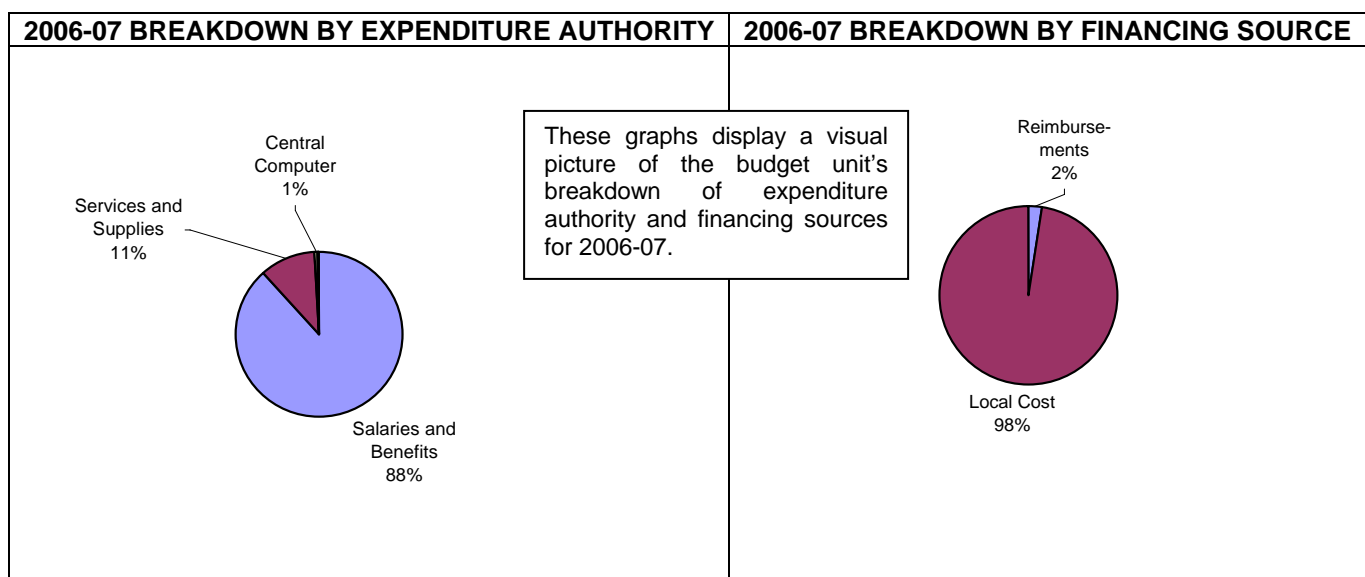 2006-07 BREAKDOWN BY EXPENDITURE AUTHORITY
2006-07 BREAKDOWN BY FINANCING SOURCE
Central
Computer
1%
Services and
Supplies
11%
Salaries and
Benefits
88%
These graphs display a visual
picture of the budget unit's
breakdown of expenditure
authority and financing sources
for 2006-07.
Reimburse-
ments
2%
Local Cost
98%